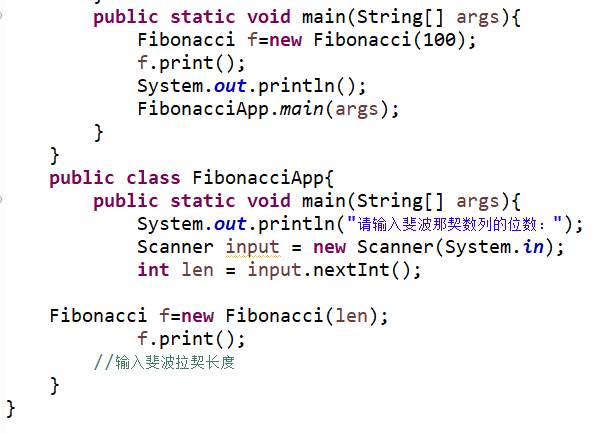 public static void main(String[] args){
Fibonacci f=new Fibonacci(100);
f.print();
System.out.println();
FibonacciApp.main(args);
}
}
public class FibonacciApp{
public static void main(String[] args){
System.out.println("请输入斐波那契数列的位数：");
Scanner input = new Scanner(System.in);
int len = input.nextInt();
Fibonacci f=new Fibonacci(len);
f.print();
//输入斐波拉契长度
}
}